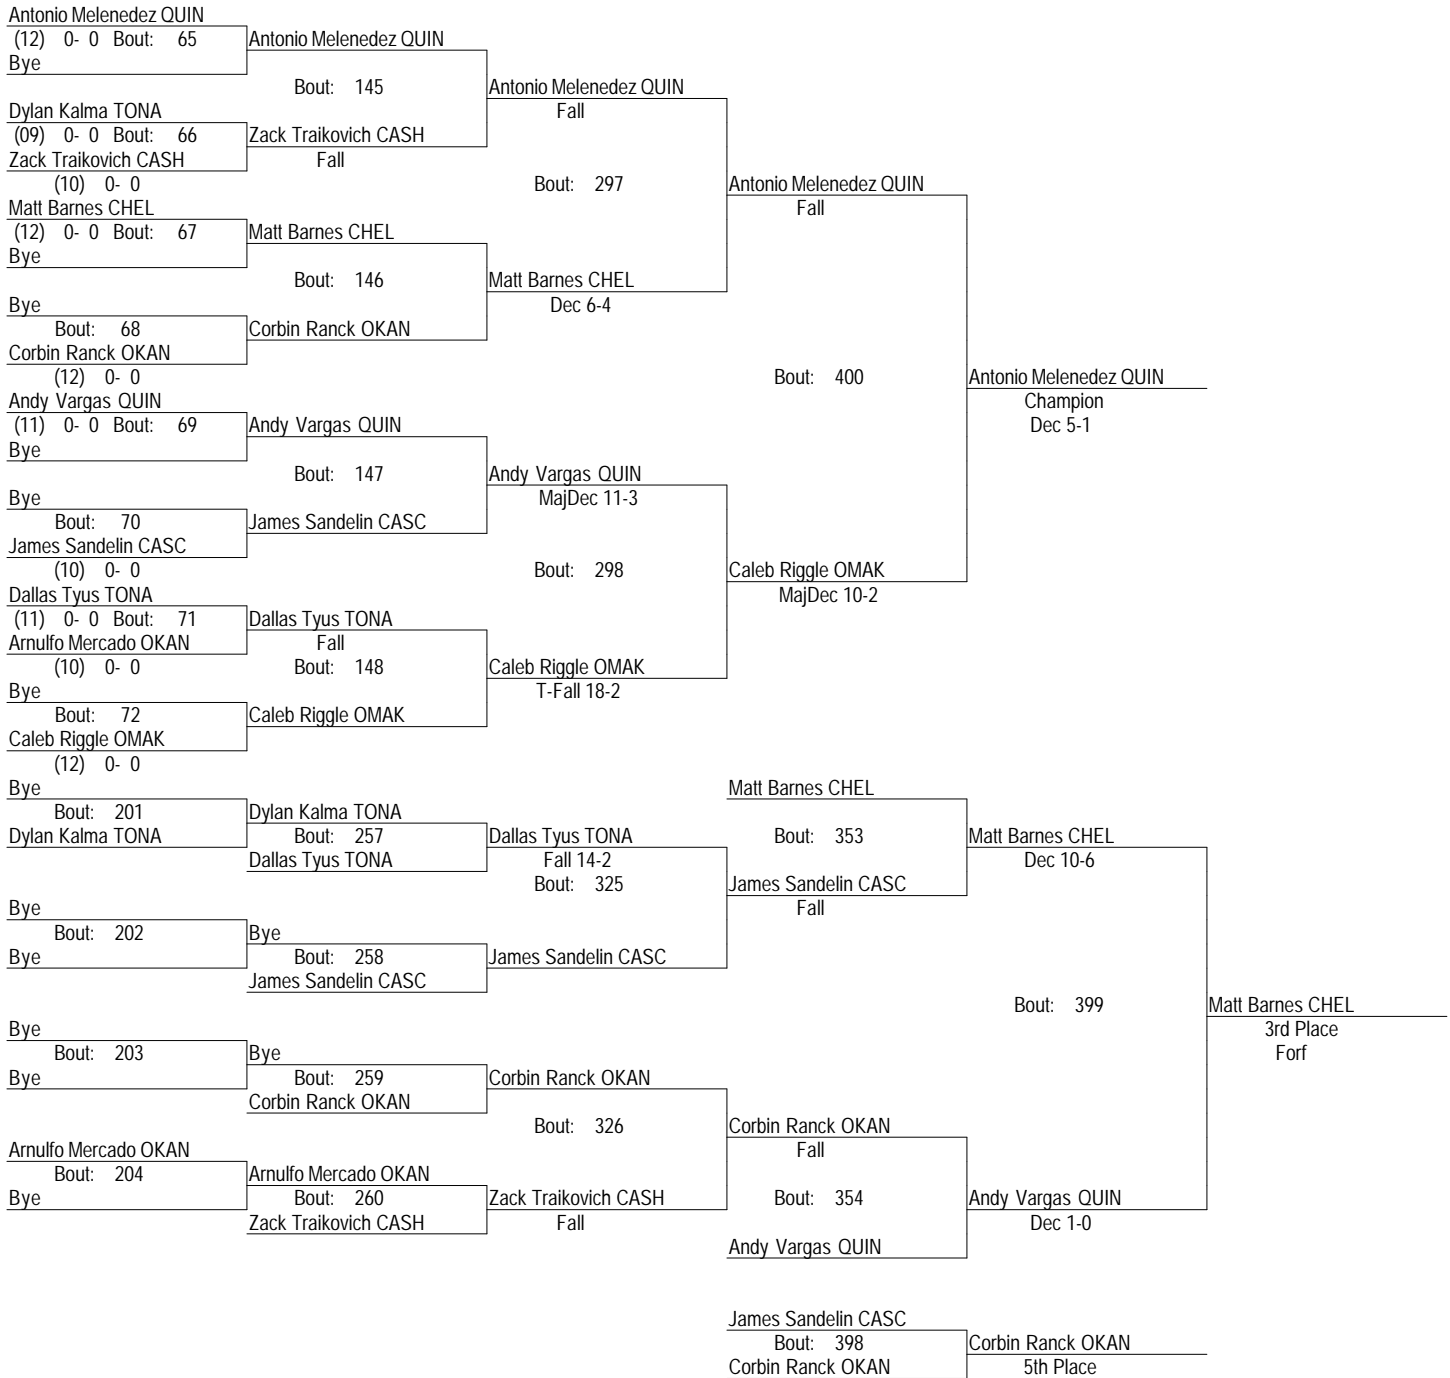 Antonio Melenedez QUIN
(12) 0- 0 Bout: 65
Bye
Antonio Melenedez QUIN
Bout: 145
Dylan Kalma TONA
(09) 0- 0 Bout: 66
Zack Traikovich CASH
(10) 0- 0
Zack Traikovich CASH
Fall
Antonio Melenedez QUIN
Fall
Bout: 297
Matt Barnes CHEL
(12) 0- 0 Bout: 67
Bye
Matt Barnes CHEL
Bout: 146
Bye
Bout: 68
Corbin Ranck OKAN
(12) 0- 0
Corbin Ranck OKAN
Matt Barnes CHEL
Dec 6-4
Antonio Melenedez QUIN
Fall
Bout: 400
Andy Vargas QUIN
(11) 0- 0 Bout: 69
Bye
Andy Vargas QUIN
Bout: 147
Bye
Bout: 70
James Sandelin CASC
(10) 0- 0
James Sandelin CASC
Andy Vargas QUIN
MajDec 11-3
Bout: 298
Dallas Tyus TONA
(11) 0- 0 Bout: 71
Arnulfo Mercado OKAN
(10) 0- 0
Dallas Tyus TONA
Fall
Bout: 148
Bye
Bout: 72
Caleb Riggle OMAK
(12) 0- 0
Caleb Riggle OMAK
Caleb Riggle OMAK
T-Fall 18-2
Caleb Riggle OMAK
MajDec 10-2
Antonio Melenedez QUIN
Champion
Dec 5-1
Bye
Bout: 201
Dylan Kalma TONA
Dylan Kalma TONA
Bout: 257
Dallas Tyus TONA
Dallas Tyus TONA
Fall 14-2
Bout: 325
Bye
Bout: 202
Bye
Bye
Bout: 258
James Sandelin CASC
James Sandelin CASC
Matt Barnes CHEL
Bout: 353
James Sandelin CASC
Fall
Matt Barnes CHEL
Dec 10-6
Bout: 399
Bye
Bout: 203
Bye
Bye
Bout: 259
Corbin Ranck OKAN
Corbin Ranck OKAN
Bout: 326
Arnulfo Mercado OKAN
Bout: 204
Bye
Arnulfo Mercado OKAN
Bout: 260
Zack Traikovich CASH
Zack Traikovich CASH
Fall
Corbin Ranck OKAN
Fall
Bout: 354
Andy Vargas QUIN
Andy Vargas QUIN
Dec 1-0
Matt Barnes CHEL
3rd Place
Forf
James Sandelin CASC
Bout: 398
Corbin Ranck OKAN
Corbin Ranck OKAN
5th Place